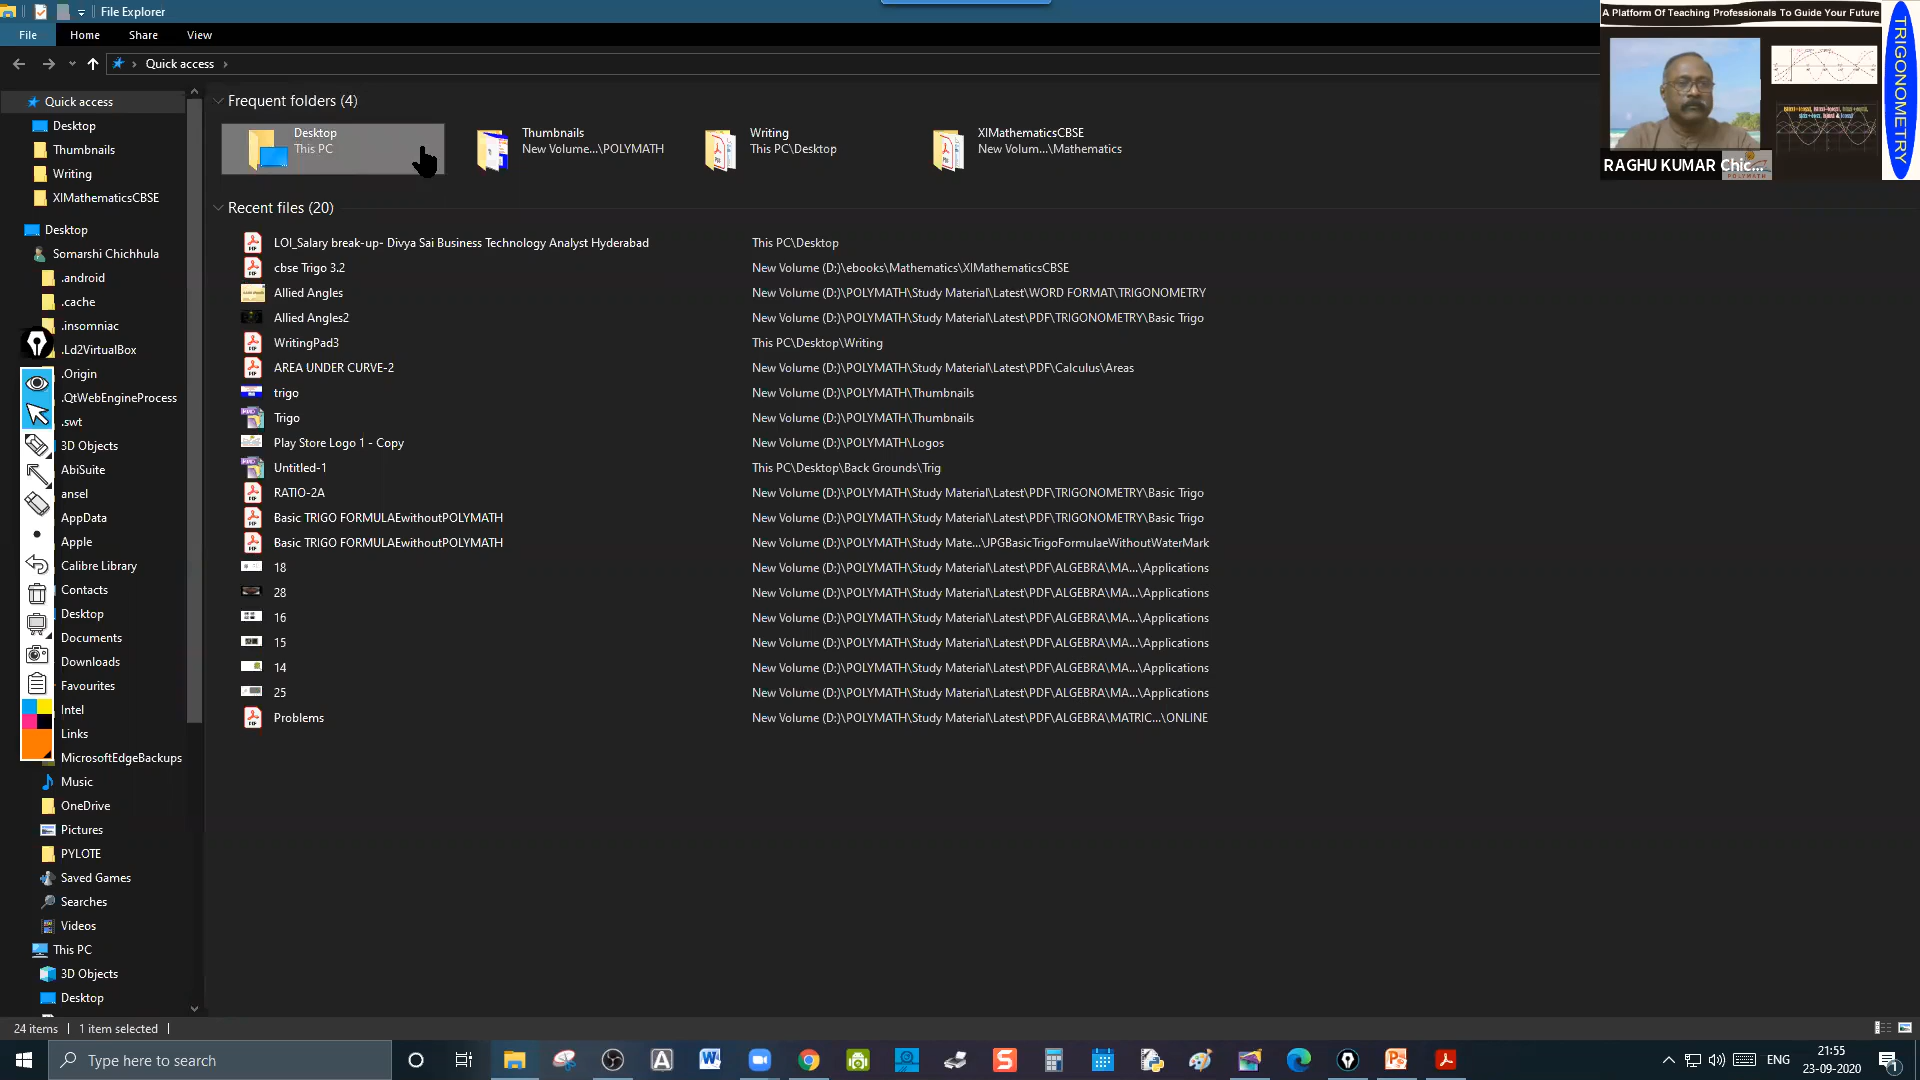 File Explorer
File Home Share View
Quick access
Quick access
Desktop
Thumbnails
Writing
XIMathematicsCBSE
Desktop
Somarshi Chichhula
.android
.cache
.insomniac
.Ld2VirtualBox
.Origin
.QtWebEngineProcess
.swt
3D Objects
AbiSuite
ansel
AppData
Apple
Calibre Library
Contacts
Desktop
Documents
Downloads
Favourites
Intel
Links
MicrosoftEdgeBackups
Music
OneDrive
Pictures
PYLOTE
Saved Games
Searches
Videos
This PC
3D Objects
Desktop
Frequent folders (4)
Desktop
This PC
Thumbnails
New Volume...\POLYMATH
Writing
This PC\Desktop
XIMathematicsCBSE
New Volum...\Mathematics
Recent files (20)
LOI_Salary break-up- Divya Sai Business Technology Analyst Hyderabad This PC\Desktop
cbse Trigo 3.2 New Volume (D:)\ebooks\Mathematics\XIMathematicsCBSE
Allied Angles New Volume (D:)\POLYMATH\Study Material\Latest\WORD FORMAT\TRIGONOMETRY
Allied Angles2 New Volume (D:)\POLYMATH\Study Material\Latest\PDF\TRIGONOMETRY\Basic Trigo
WritingPad3 This PC\Desktop\Writing
AREA UNDER CURVE-2 New Volume (D:)\POLYMATH\Study Material\Latest\PDF\Calculus\Areas
trigo New Volume (D:)\POLYMATH\Thumbnails
Trigo New Volume (D:)\POLYMATH\Thumbnails
Play Store Logo 1 - Copy New Volume (D:)\POLYMATH\Logos
Untitled-1 This PC\Desktop\Back Grounds\Trig
RATIO-2A New Volume (D:)\POLYMATH\Study Material\Latest\PDF\TRIGONOMETRY\Basic Trigo
Basic TRIGO FORMULAEwithoutPOLYMATH New Volume (D:)\POLYMATH\Study Material\Latest\PDF\TRIGONOMETRY\Basic Trigo
Basic TRIGO FORMULAEwithoutPOLYMATH New Volume (D:)\POLYMATH\Study Mate...\JPGBasicTrigoFormulaeWithoutWaterMark
18 New Volume (D:)\POLYMATH\Study Material\Latest\PDF\ALGEBRA\MA...\Applications
28 New Volume (D:)\POLYMATH\Study Material\Latest\PDF\ALGEBRA\MA...\Applications
16 New Volume (D:)\POLYMATH\Study Material\Latest\PDF\ALGEBRA\MA...\Applications
15 New Volume (D:)\POLYMATH\Study Material\Latest\PDF\ALGEBRA\MA...\Applications
14 New Volume (D:)\POLYMATH\Study Material\Latest\PDF\ALGEBRA\MA...\Applications
25 New Volume (D:)\POLYMATH\Study Material\Latest\PDF\ALGEBRA\MA...\Applications
Problems New Volume (D:)\POLYMATH\Study Material\Latest\PDF\ALGEBRA\MATRIC...\ONLINE
A Platform Of Teaching Professionals To Guide Your Future
RAGHU KUMAR Chic...
POLYMATH
TRIGONOMETRY
24 items 1 item selected
Type here to search
ENG
21:55
23-09-2020